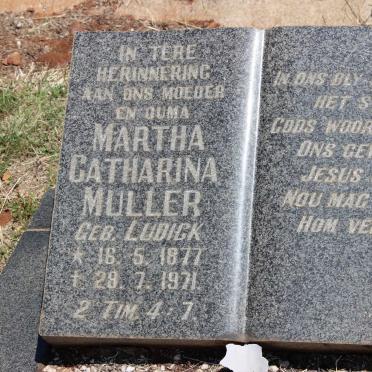 IN TERE
HERINNERING
AAN ONS MOEDER
EN OUMA
MARTHA
CATHARINA
MULLER
GEB. LUDICK
* 16. 5. 1877
† 29. 7. 1971
2 TIM. 4 : 7
IN ONS BLY
HET S
GODS WOOR
ONS GE
JESUS
NOU MAG
HOM VE